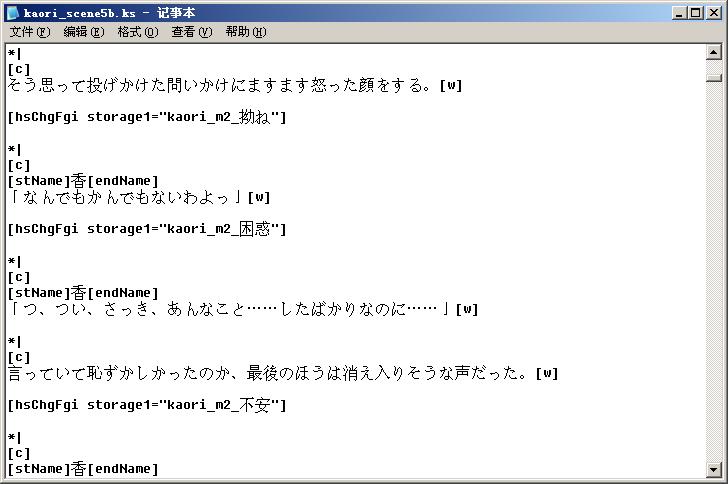 kaori_scene5b.ks - 记事本
文件(F) 编辑(E) 格式(O) 查看(V) 帮助(H)
*|
[c]
そう思って投げかけた問いかけにますます怒った顔をする。[w]
[hsChgFgi storage1="kaori_m2_拗ね"]
*|
[c]
[stName]香[endName]
「なんでもかんでもないわよっ」[w]
[hsChgFgi storage1="kaori_m2_困惑"]
*|
[c]
[stName]香[endName]
「つ、つい、さっき、あんなこと……したばかりなのに……」[w]
*|
[c]
言っていて恥ずかしかったのか、最後のほうは消え入りそうな声だった。[w]
[hsChgFgi storage1="kaori_m2_不安"]
*|
[c]
[stName]香[endName]